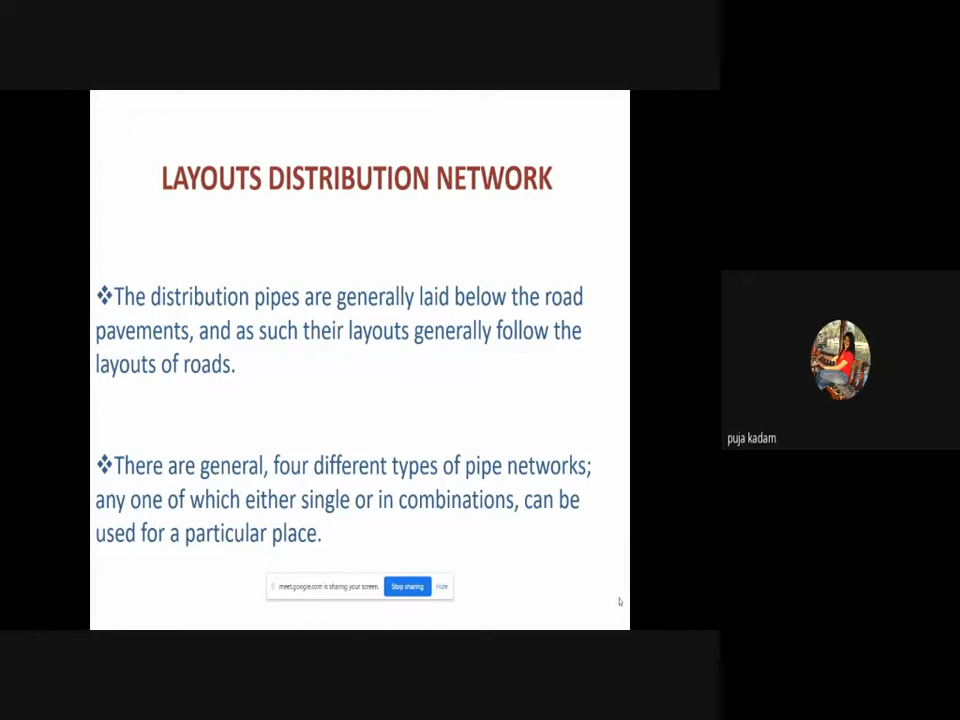 LAYOUTS DISTRIBUTION NETWORK
❖The distribution pipes are generally laid below the road
pavements, and as such their layouts generally follow the
layouts of roads.
❖There are general, four different types of pipe networks;
any one of which either single or in combinations, can be
used for a particular place.
meet.google.com is sharing your screen. Stop sharing Hide
puja kadam